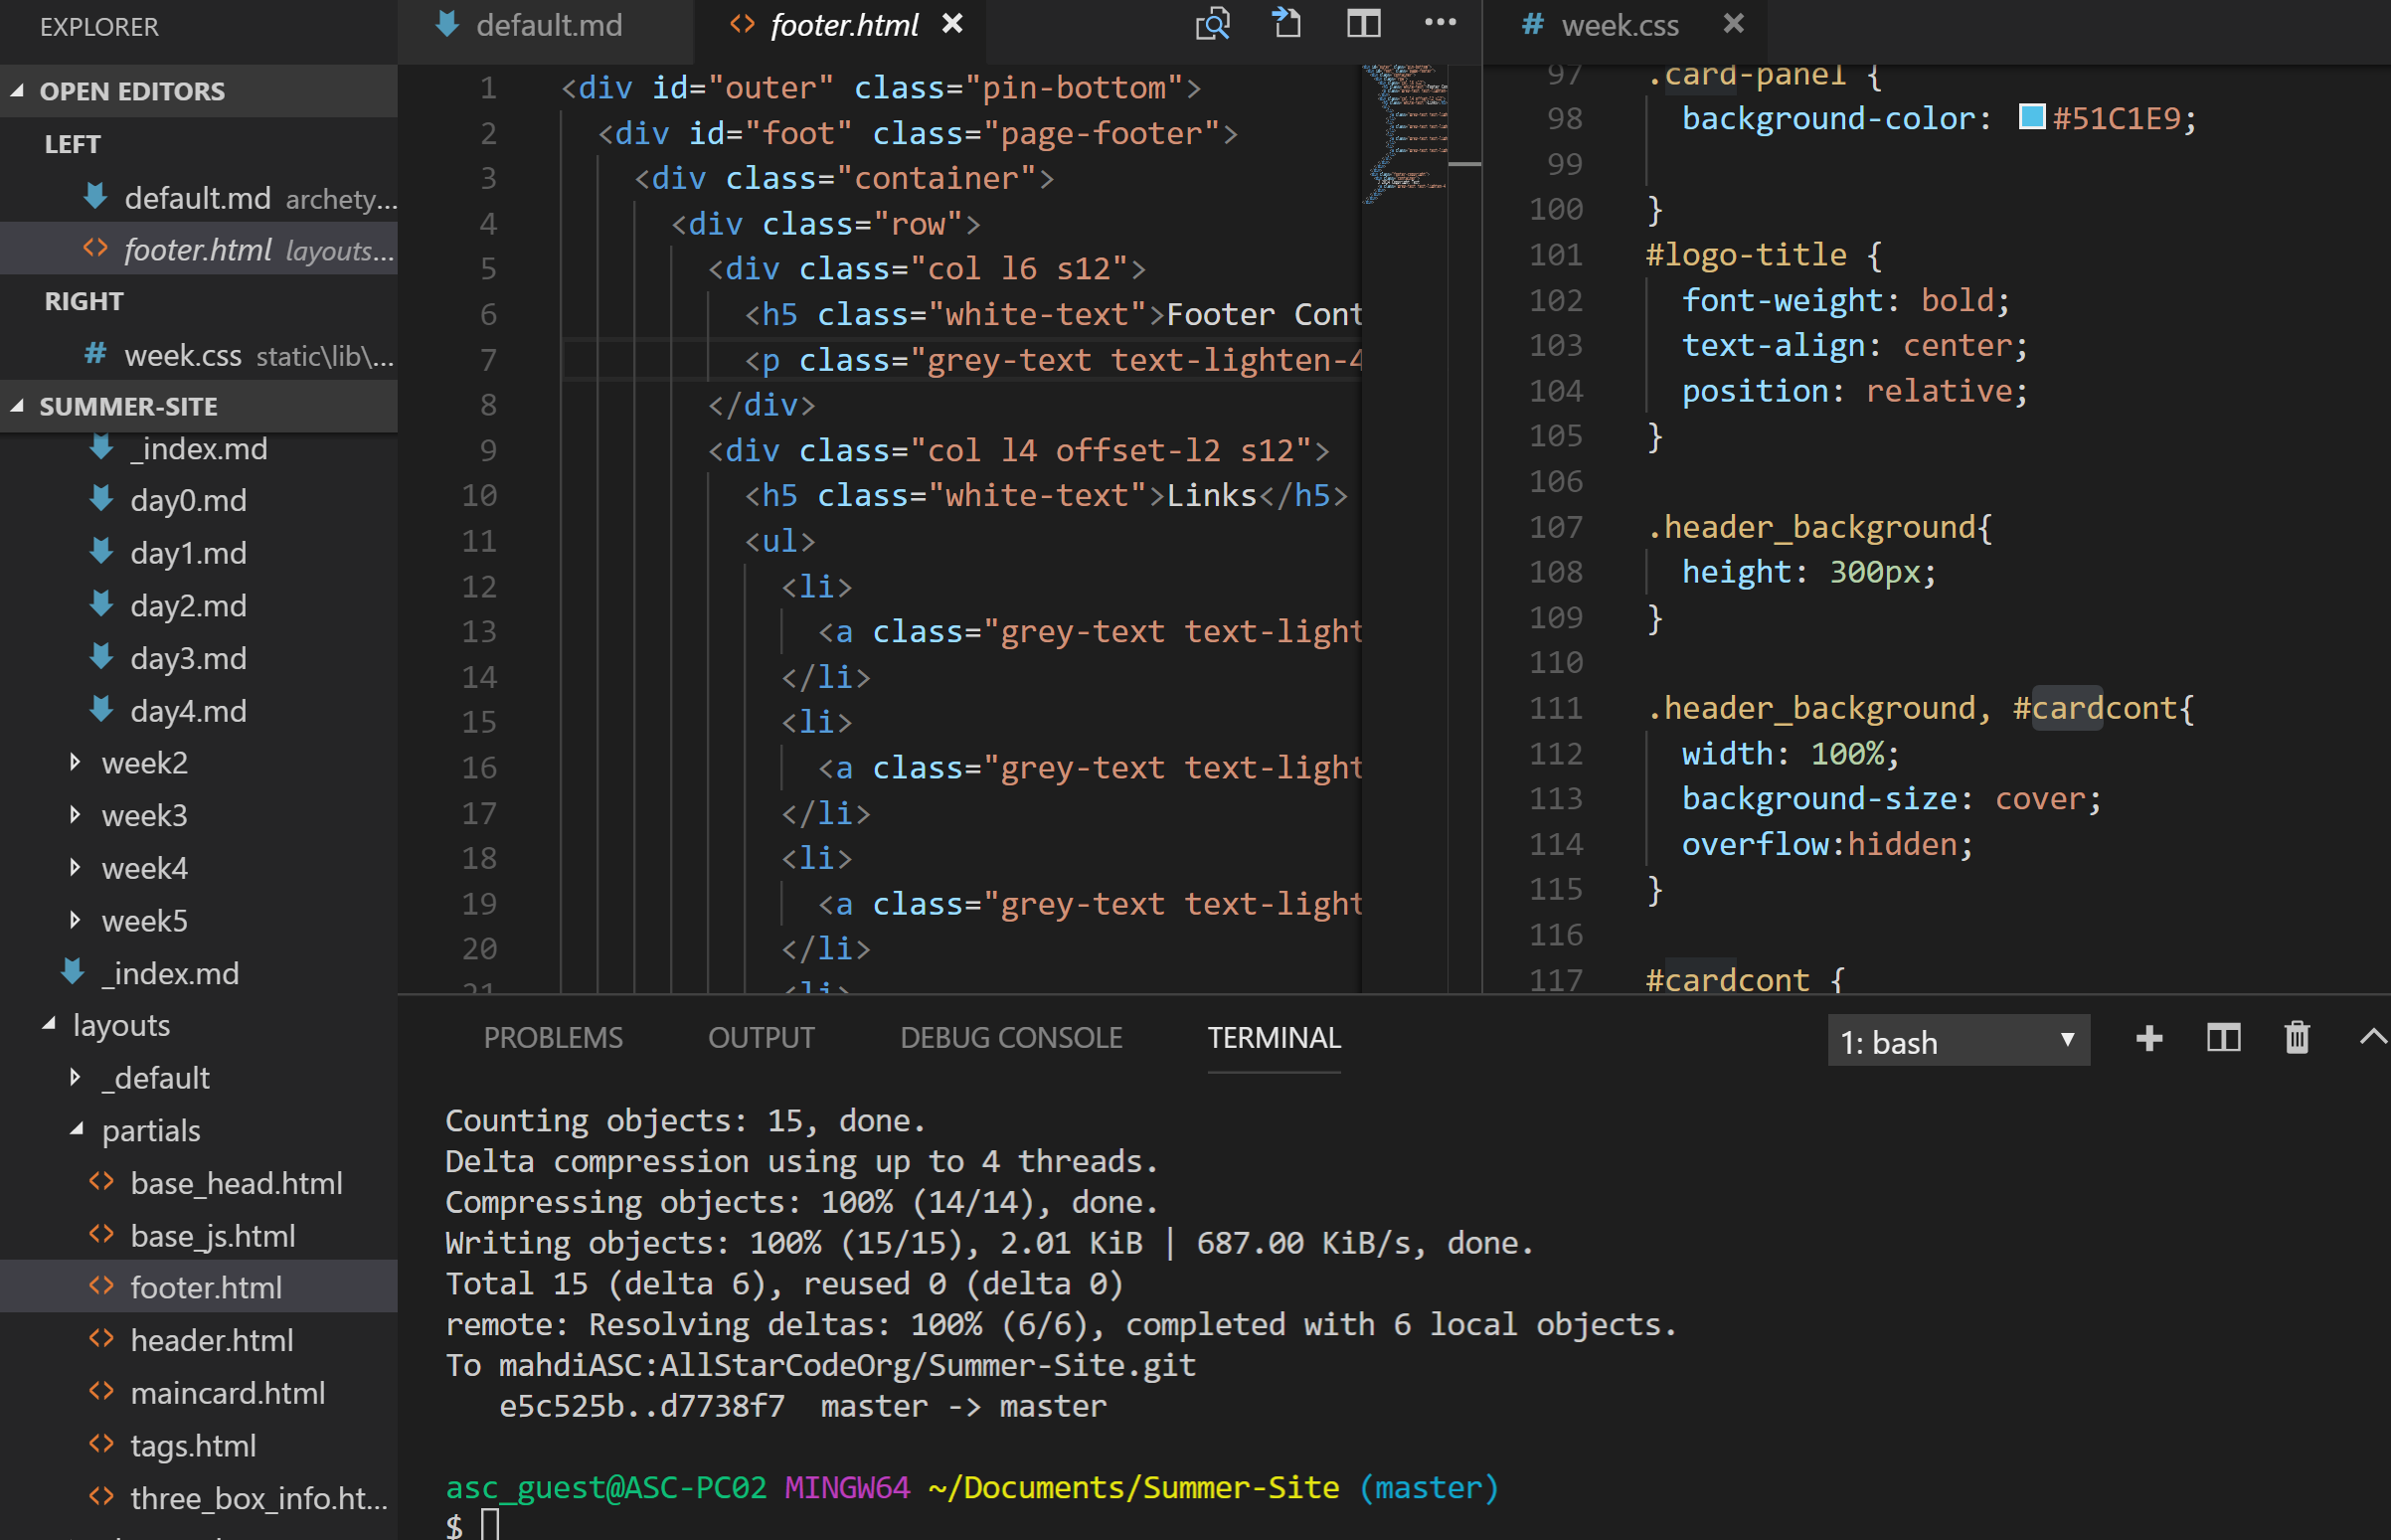 EXPLORER
OPEN EDITORS
LEFT
default.md archety...
footer.html layouts...
RIGHT
week.css static\lib\...
SUMMER-SITE
_index.md
day0.md
day1.md
day2.md
day3.md
day4.md
week2
week3
week4
week5
_index.md
layouts
_default
partials
base_head.html
base_js.html
footer.html
header.html
maincard.html
tags.html
three_box_info.ht...
default.md footer.html
1 <div id="outer" class="pin-bottom">
2 <div id="foot" class="page-footer">
3 <div class="container">
4 <div class="row">
5 <div class="col l6 s12">
6 <h5 class="white-text">Footer Cont
7 <p class="grey-text text-lighten-4
8 </div>
9 <div class="col l4 offset-l2 s12">
10 <h5 class="white-text">Links</h5>
11 <ul>
12 <li>
13 <a class="grey-text text-light
14 </li>
15 <li>
16 <a class="grey-text text-light
17 </li>
18 <li>
19 <a class="grey-text text-light
20 </li>
21 <li>
# week.css
97 .card-panel {
98 background-color: #51C1E9;
99
100 }
101 #logo-title {
102 font-weight: bold;
103 text-align: center;
104 position: relative;
105 }
106
107 .header_background{
108 height: 300px;
109 }
110
111 .header_background, #cardcont{
112 width: 100%;
113 background-size: cover;
114 overflow:hidden;
115 }
116
117 #cardcont {
PROBLEMS OUTPUT DEBUG CONSOLE TERMINAL 1: bash
Counting objects: 15, done.
Delta compression using up to 4 threads.
Compressing objects: 100% (14/14), done.
Writing objects: 100% (15/15), 2.01 KiB | 687.00 KiB/s, done.
Total 15 (delta 6), reused 0 (delta 0)
remote: Resolving deltas: 100% (6/6), completed with 6 local objects.
To mahdiASC:AllStarCodeOrg/Summer-Site.git
e5c525b..d7738f7 master -> master
asc_guest@ASC-PC02 MINGW64 ~/Documents/Summer-Site (master)
$